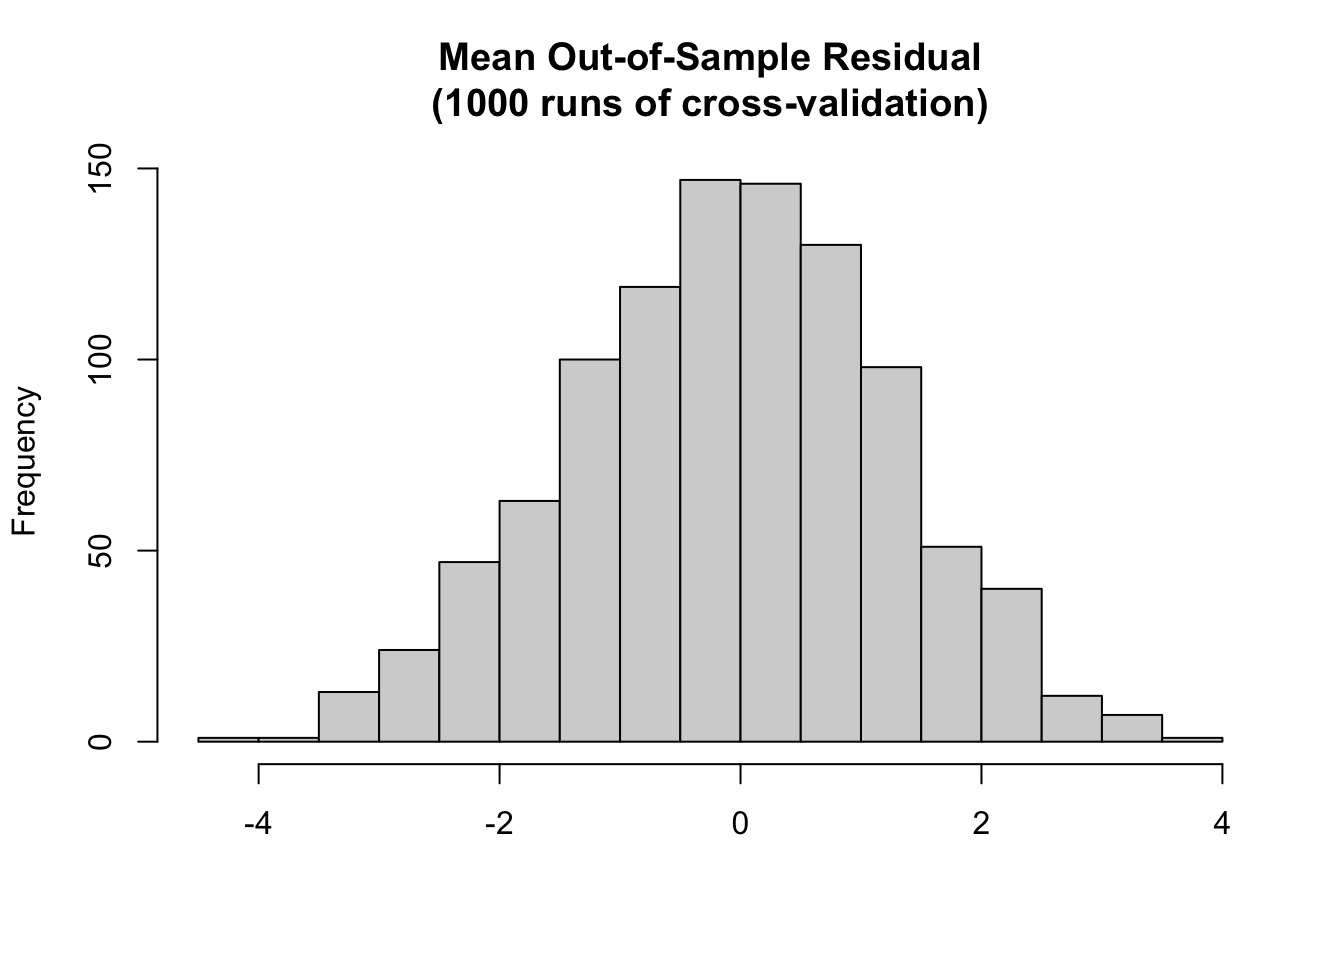 Mean Out-of-Sample Residual
(1000 runs of cross-validation)
Frequency
150
100
50
0
-4 -2 0 2 4